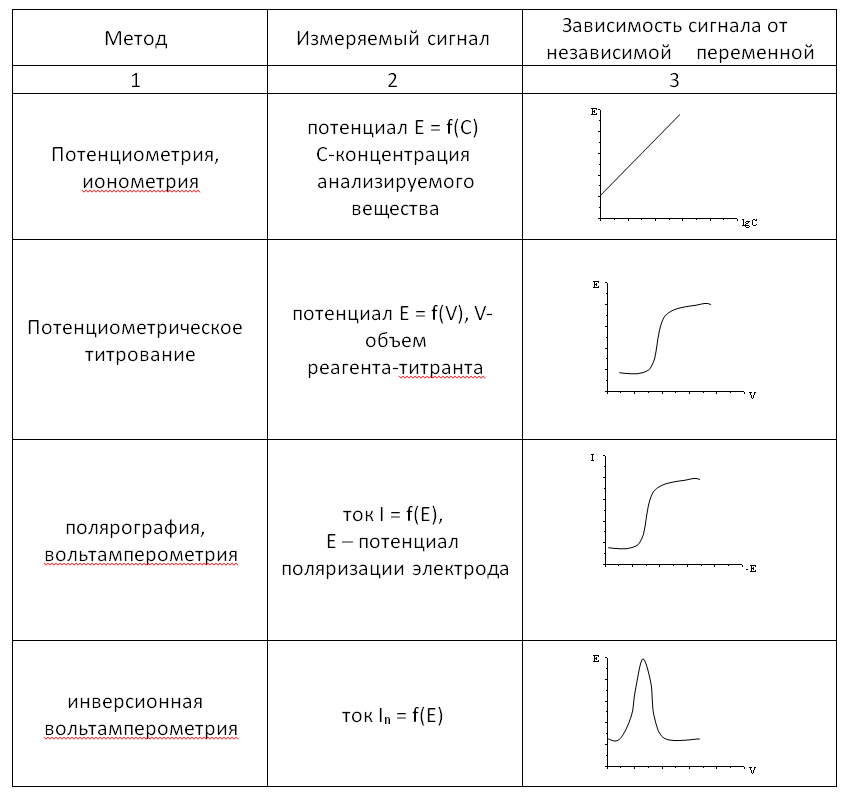 Метод
Измеряемый сигнал
Зависимость сигнала от
независимой переменной
1
2
3
Потенциометрия,
ионометрия
потенциал E = f(C)
С-концентрация
анализируемого
вещества
E
lgC
Потенциометрическое
титрование
потенциал E = f(V), V-
объем
реагента-титранта
E
V
полярография,
вольтамперометрия
ток I = f(E),
E – потенциал
поляризации электрода
I
-E
инверсионная
вольтамперометрия
ток Iₙ = f(E)
E
V